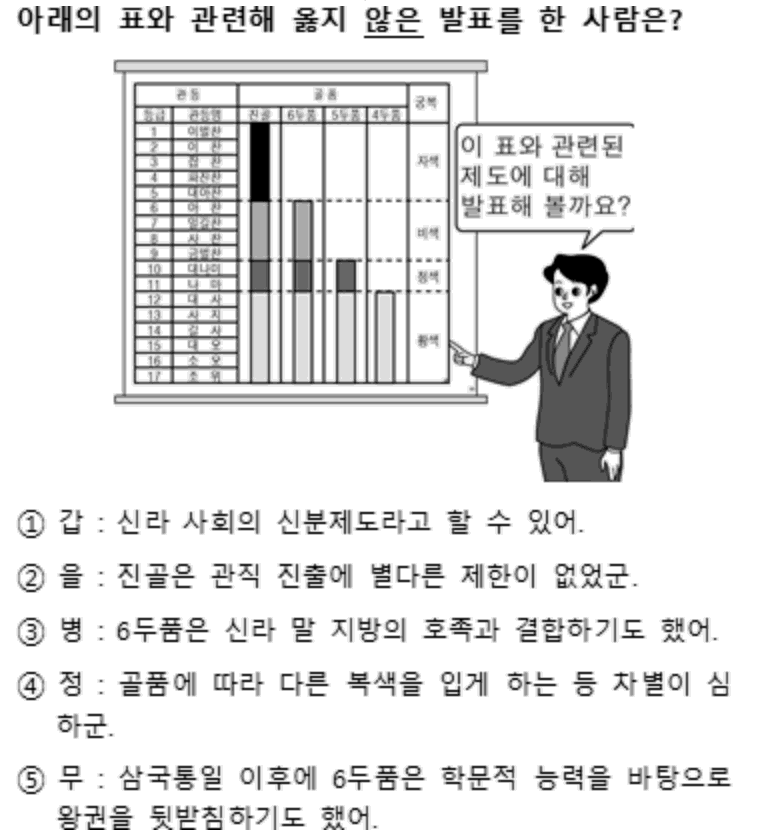 아래의 표와 관련해 옳지 않은 발표를 한 사람은?
관등 골품 공복
등급 관등명 진골 6두품 5두품 4두품
1 이벌찬
2 이 찬
3 잡 찬 자색
4 파진찬
5 대아찬
6 아 찬
7 일길찬
8 사 찬 비색
9 급벌찬
10 대나마 청색
11 나 마
12 대 사
13 사 지
14 길 사
15 대 오 황색
16 소 오
17 조 위
이 표와 관련된
제도에 대해
발표해 볼까요?
① 갑 : 신라 사회의 신분제도라고 할 수 있어.
② 을 : 진골은 관직 진출에 별다른 제한이 없었군.
③ 병 : 6두품은 신라 말 지방의 호족과 결합하기도 했어.
④ 정 : 골품에 따라 다른 복색을 입게 하는 등 차별이 심
하군.
⑤ 무 : 삼국통일 이후에 6두품은 학문적 능력을 바탕으로
왕권을 뒷받침하기도 했어.